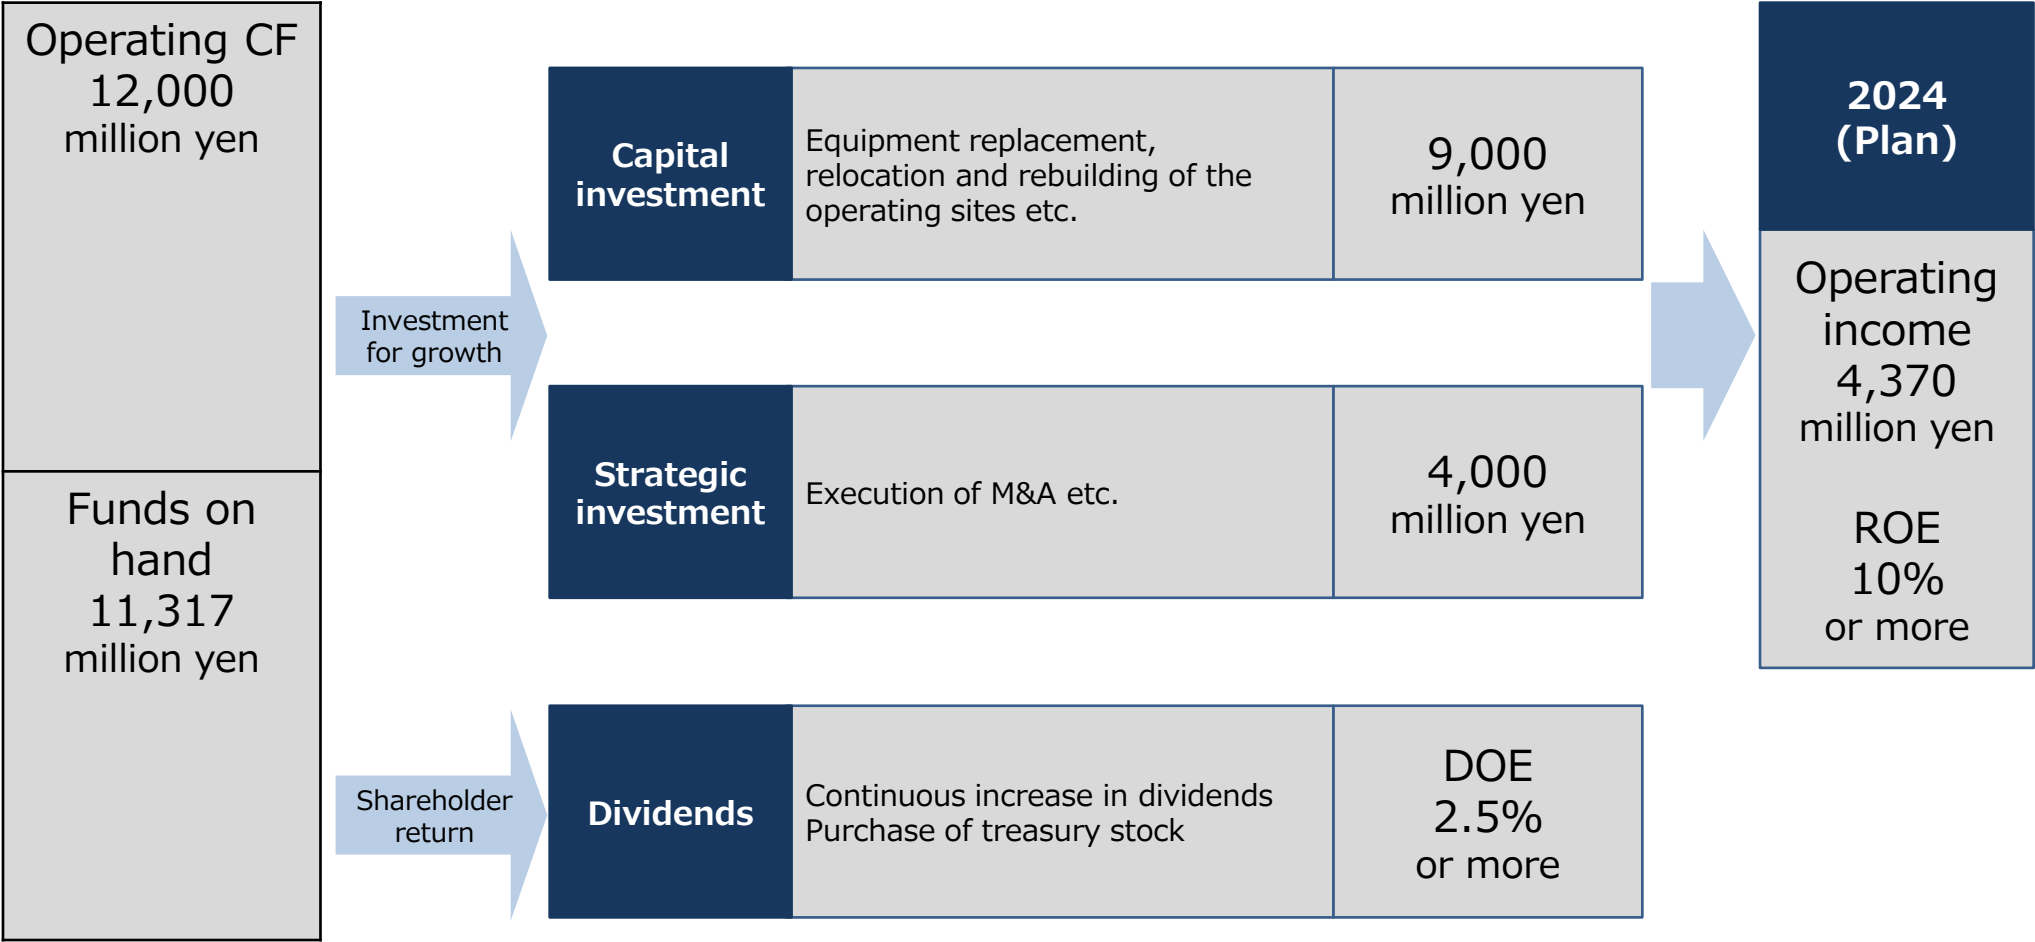 Operating CF
12,000
million yen
Funds on
hand
11,317
million yen
Investment
for growth
Shareholder
return
Capital
investment
Equipment replacement,
relocation and rebuilding of the
operating sites etc.
9,000
million yen
Strategic
investment
Execution of M&A etc.
4,000
million yen
Dividends
Continuous increase in dividends
Purchase of treasury stock
DOE
2.5%
or more
2024
(Plan)
Operating
income
4,370
million yen
ROE
10%
or more